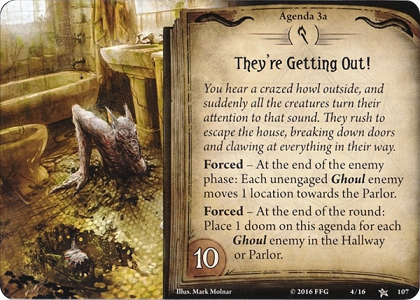 Agenda 3a
They're Getting Out!
You hear a crazed howl outside, and
suddenly all the creatures turn their
attention to that sound. They rush to
escape the house, breaking down doors
and clawing at everything in their way.
Forced – At the end of the enemy
phase: Each unengaged Ghoul enemy
moves 1 location towards the Parlor.
Forced – At the end of the round:
Place 1 doom on this agenda for each
Ghoul enemy in the Hallway
or Parlor.
10
Illus. Mark Molnar
© 2016 FFG
4/16
107